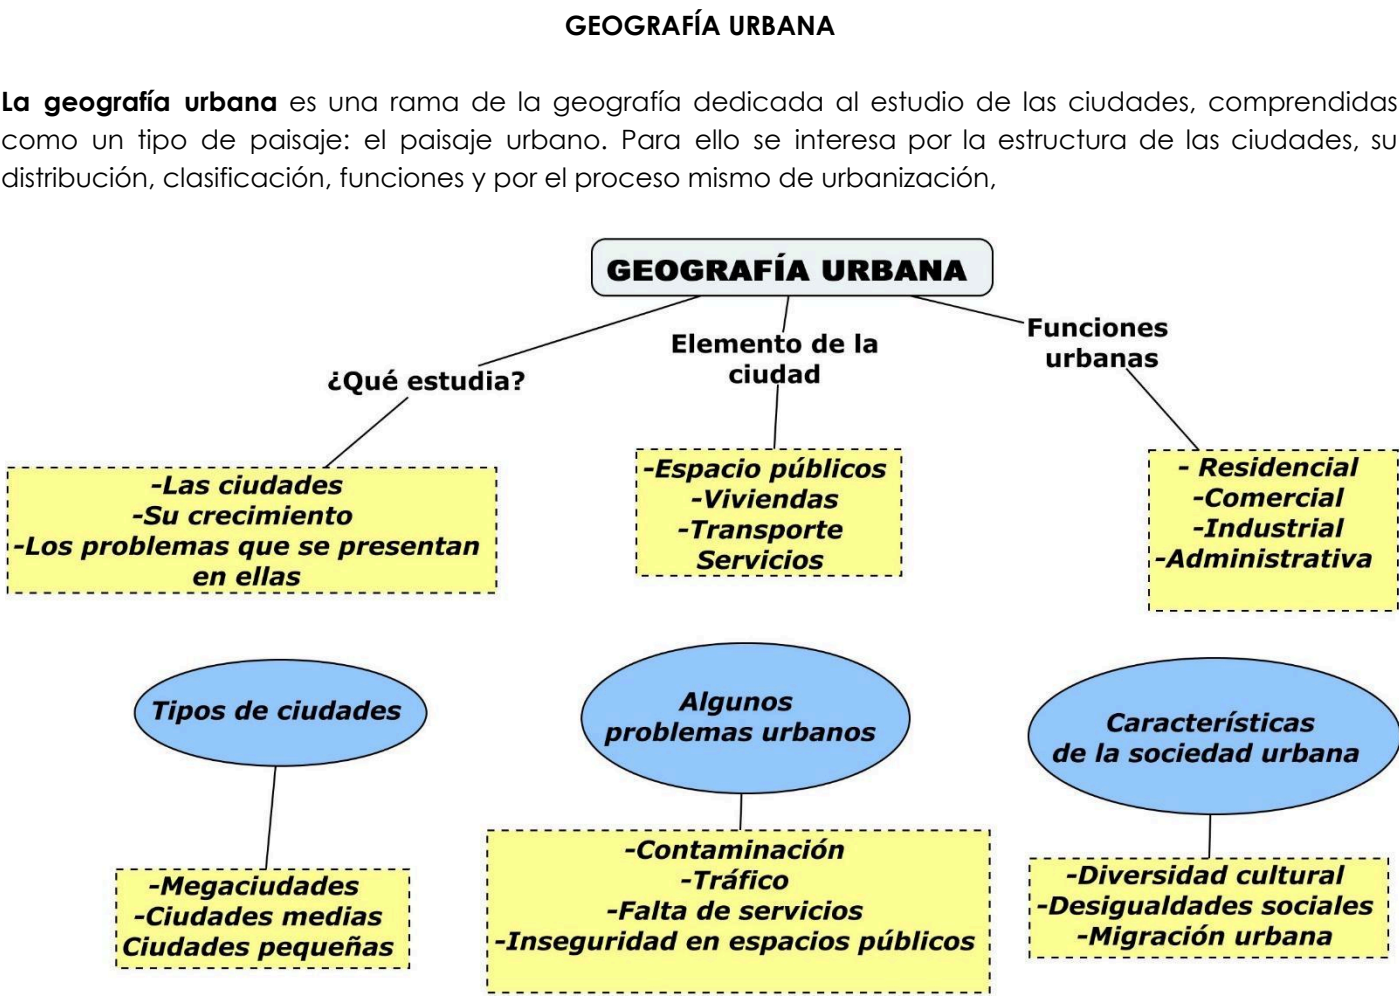 GEOGRAFÍA URBANA
La geografía urbana es una rama de la geografía dedicada al estudio de las ciudades, comprendidas
como un tipo de paisaje: el paisaje urbano. Para ello se interesa por la estructura de las ciudades, su
distribución, clasificación, funciones y por el proceso mismo de urbanización,
GEOGRAFÍA URBANA
¿Qué estudia?
-Las ciudades
-Su crecimiento
-Los problemas que se presentan
en ellas
Elemento de la
ciudad
-Espacio públicos
-Viviendas
-Transporte
Servicios
Funciones
urbanas
- Residencial
-Comercial
-Industrial
-Administrativa
Tipos de ciudades
-Megaciudades
-Ciudades medias
Ciudades pequeñas
Algunos
problemas urbanos
-Contaminación
-Tráfico
-Falta de servicios
-Inseguridad en espacios públicos
Características
de la sociedad urbana
-Diversidad cultural
-Desigualdades sociales
-Migración urbana